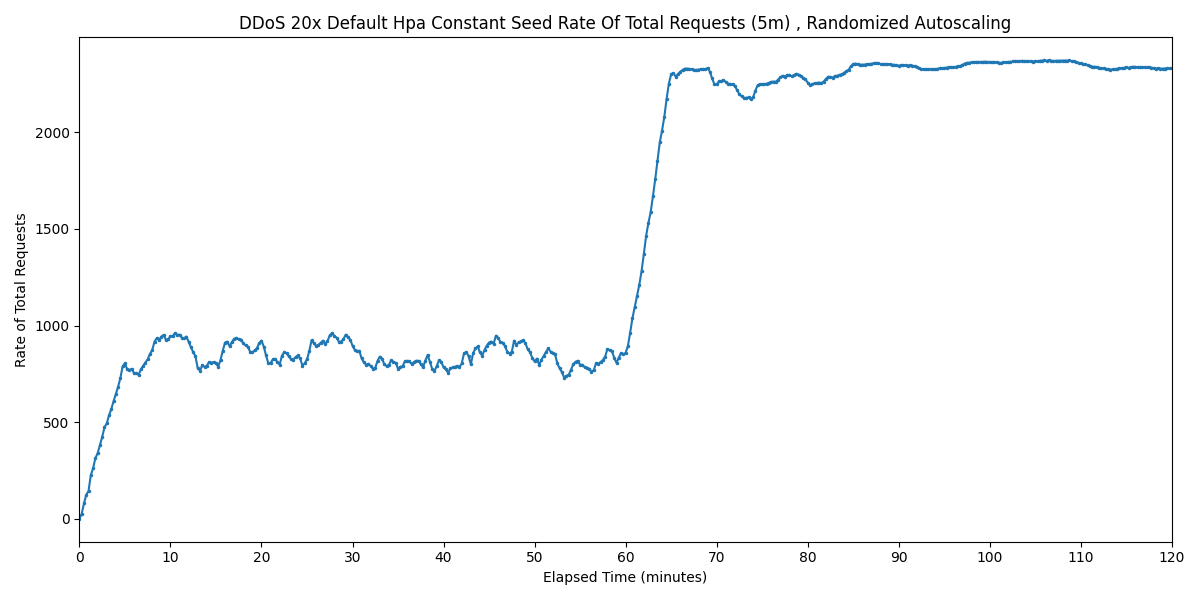 DDoS 20x Default Hpa Constant Seed Rate Of Total Requests (5m) , Randomized Autoscaling
Rate of Total Requests
2000
1500
1000
500
0
0 10 20 30 40 50 60 70 80 90 100 110 120
Elapsed Time (minutes)